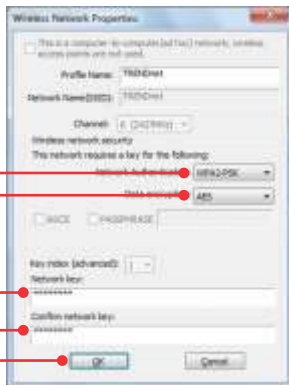 Wireless Network Properties
This is a computer-to-computer (ad hoc) network; wireless
access points are not used.
Profile Name: TRENDnet
Network Name(SSID): TRENDnet
Channel: 6 (2437MHz)
Wireless network security
This network requires a key for the following:
Network Authentication WPA2-PSK
Data encryption AES
ASCII PASSPHRASE
Key index (advanced): 1
Network key:
*********
Confirm network key:
*********
OK Cancel